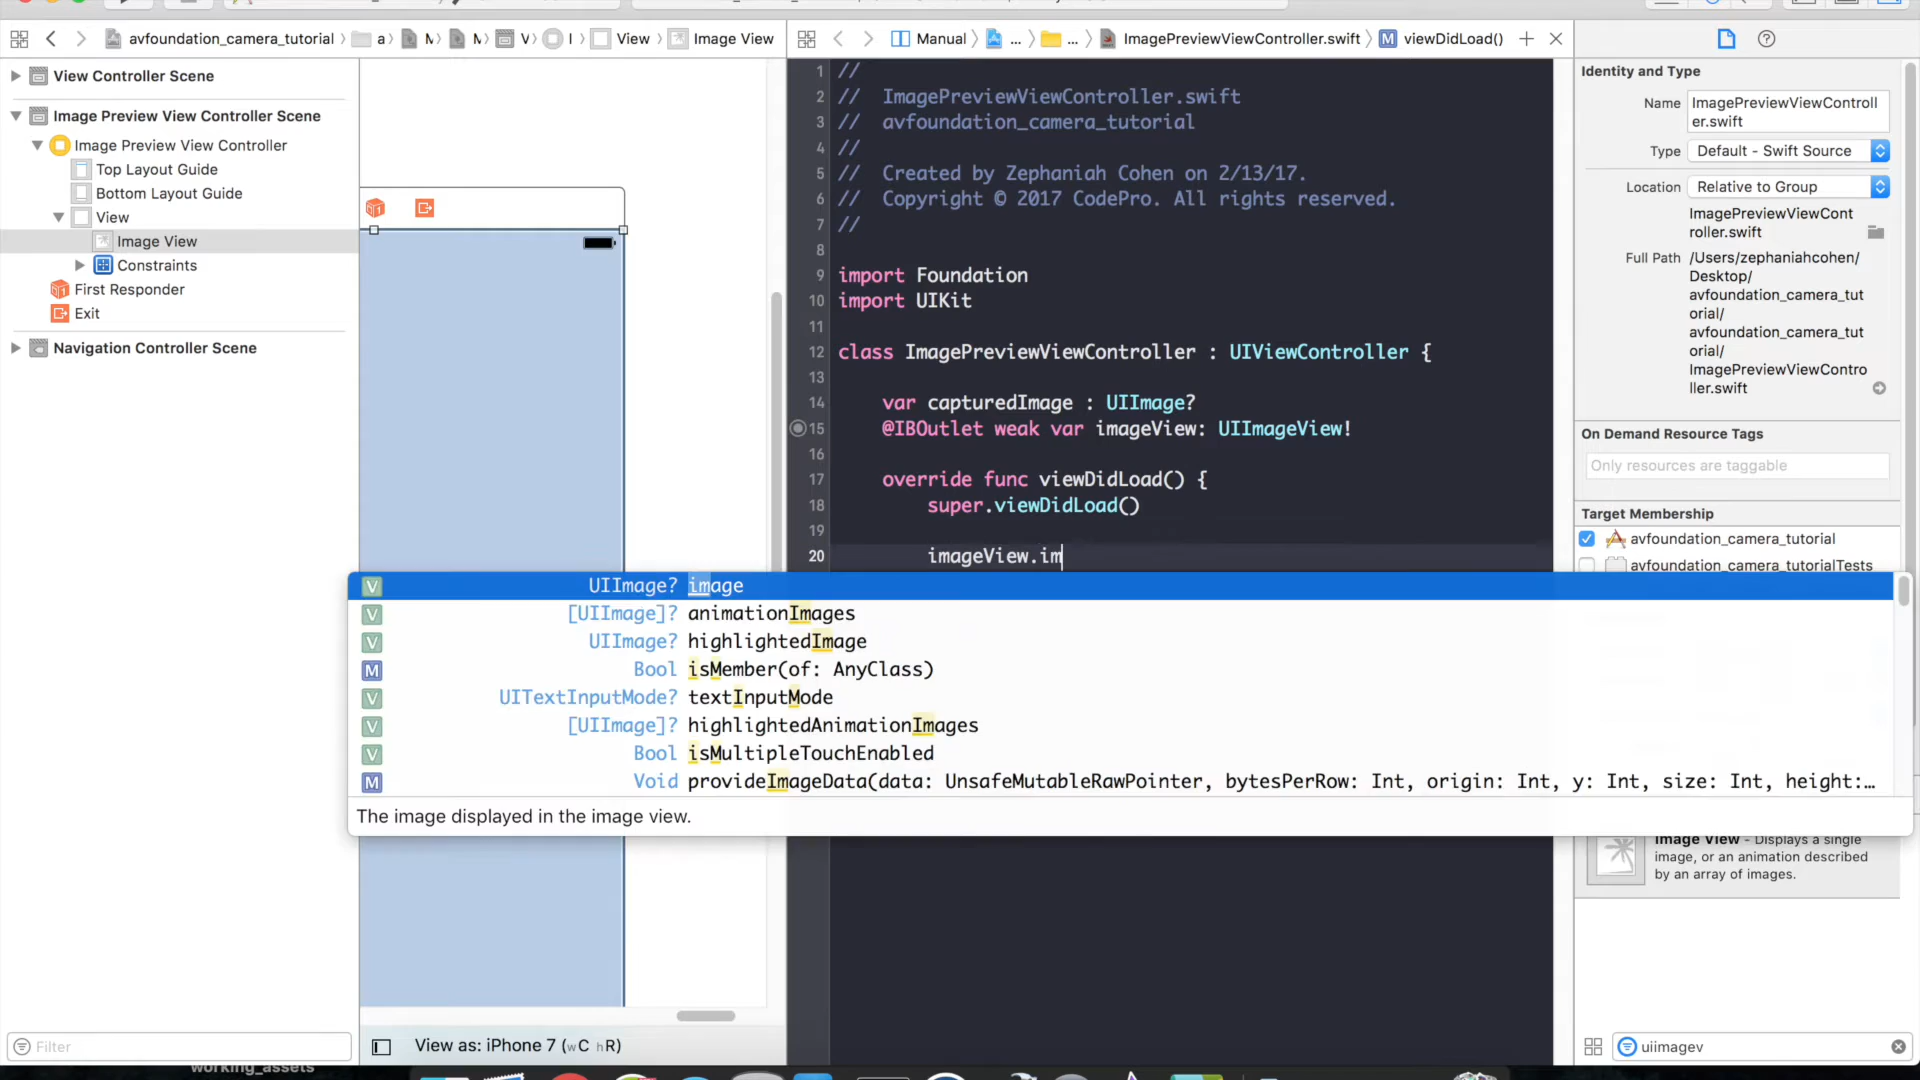 avfoundation_camera_tutorial
View
Image View
Manual
...
...
ImagePreviewViewController.swift
viewDidLoad()
View Controller Scene
Image Preview View Controller Scene
Image Preview View Controller
Top Layout Guide
Bottom Layout Guide
View
Image View
Constraints
First Responder
Exit
Navigation Controller Scene
1 //
2 // ImagePreviewViewController.swift
3 // avfoundation_camera_tutorial
4 //
5 // Created by Zephaniah Cohen on 2/13/17.
6 // Copyright © 2017 CodePro. All rights reserved.
7 //
8
9 import Foundation
10 import UIKit
11
12 class ImagePreviewViewController : UIViewController {
13
14 var capturedImage : UIImage?
15 @IBOutlet weak var imageView: UIImageView!
16
17 override func viewDidLoad() {
18 super.viewDidLoad()
19
20 imageView.im
V UIImage? image
V [UIImage]? animationImages
V UIImage? highlightedImage
M Bool isMember(of: AnyClass)
V UITextInputMode? textInputMode
V [UIImage]? highlightedAnimationImages
V Bool isMultipleTouchEnabled
M Void provideImageData(data: UnsafeMutableRawPointer, bytesPerRow: Int, origin: Int, y: Int, size: Int, height:...
The image displayed in the image view.
Identity and Type
Name ImagePreviewViewControll
er.swift
Type Default - Swift Source
Location Relative to Group
ImagePreviewViewCont
roller.swift
Full Path /Users/zephaniahcohen/
Desktop/
avfoundation_camera_tut
orial/
avfoundation_camera_tut
orial/
ImagePreviewViewContro
ller.swift
On Demand Resource Tags
Only resources are taggable
Target Membership
avfoundation_camera_tutorial
avfoundation_camera_tutorialTests
Image View - Displays a single
image, or an animation described
by an array of images.
Filter
View as: iPhone 7 (wC hR)
uiimagev
working_assets